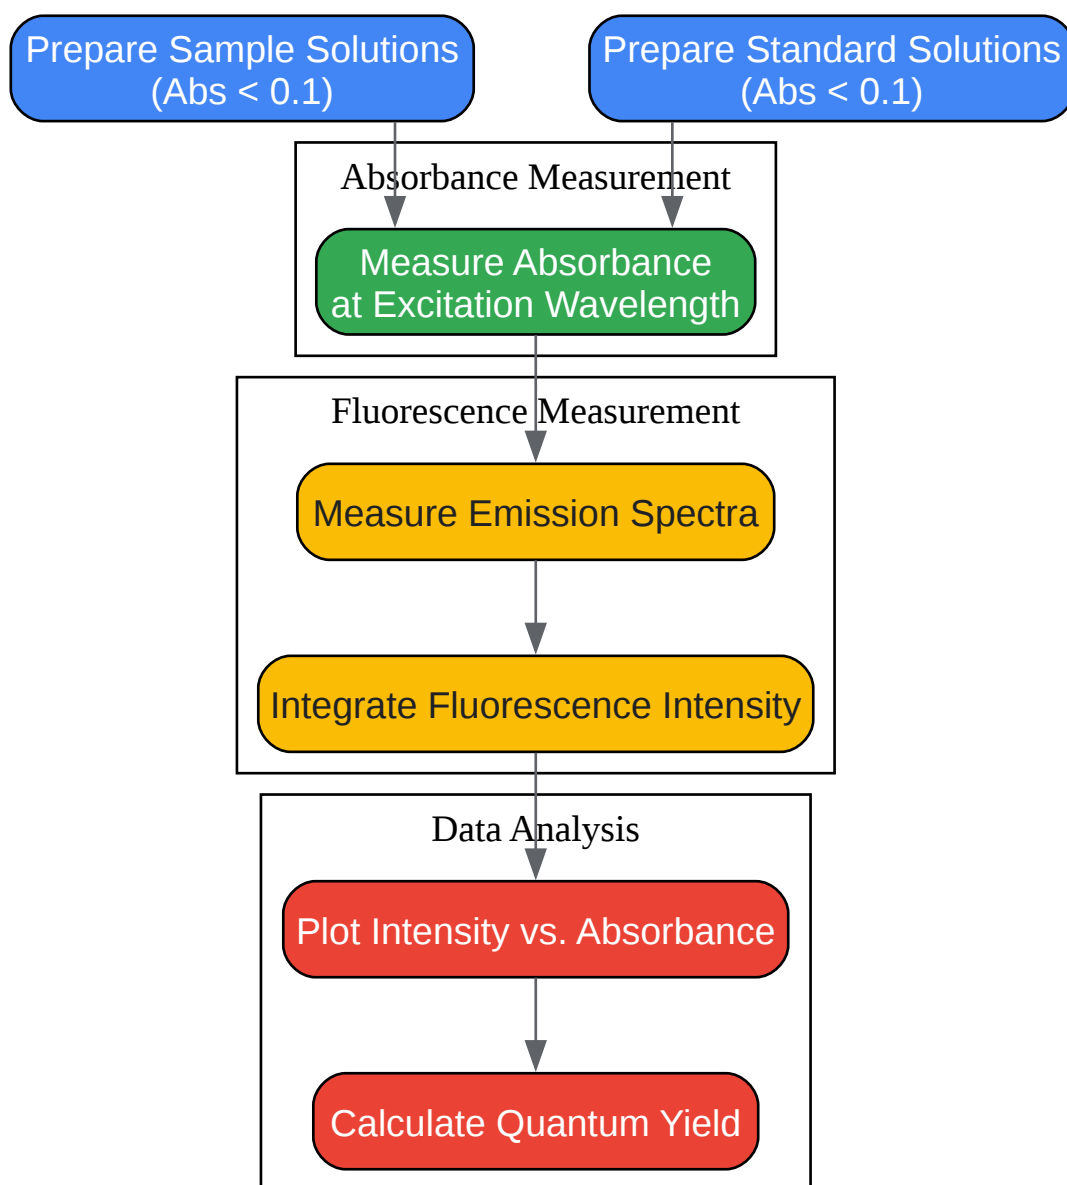 Prepare Sample Solutions
(Abs < 0.1)
Prepare Standard Solutions
(Abs < 0.1)
Absorbance Measurement
Measure Absorbance
at Excitation Wavelength
Fluorescence Measurement
Measure Emission Spectra
Integrate Fluorescence Intensity
Data Analysis
Plot Intensity vs. Absorbance
Calculate Quantum Yield